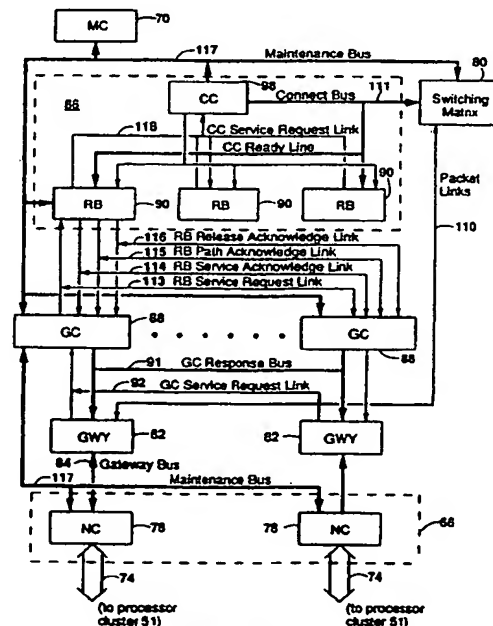 MC
70
117
Maintenance Bus
80
98
CC
111
Connect Bus
Switching
Matrix
118
CC Service Request Link
CC Ready Line
Packet
Links
RB
90
RB
90
RB
90
110
116 RB Release Acknowledge Link
115 RB Path Acknowledge Link
114 RB Service Acknowledge Link
113 RB Service Request Link
GC
GC
91
GC Response Bus
92
GC Service Request Link
GWY
82
82
GWY
Gateway Bus
117
Maintenance Bus
NC
78
78
NC
66
74
74
(to processor
cluster 51)
(to processor
cluster 51)